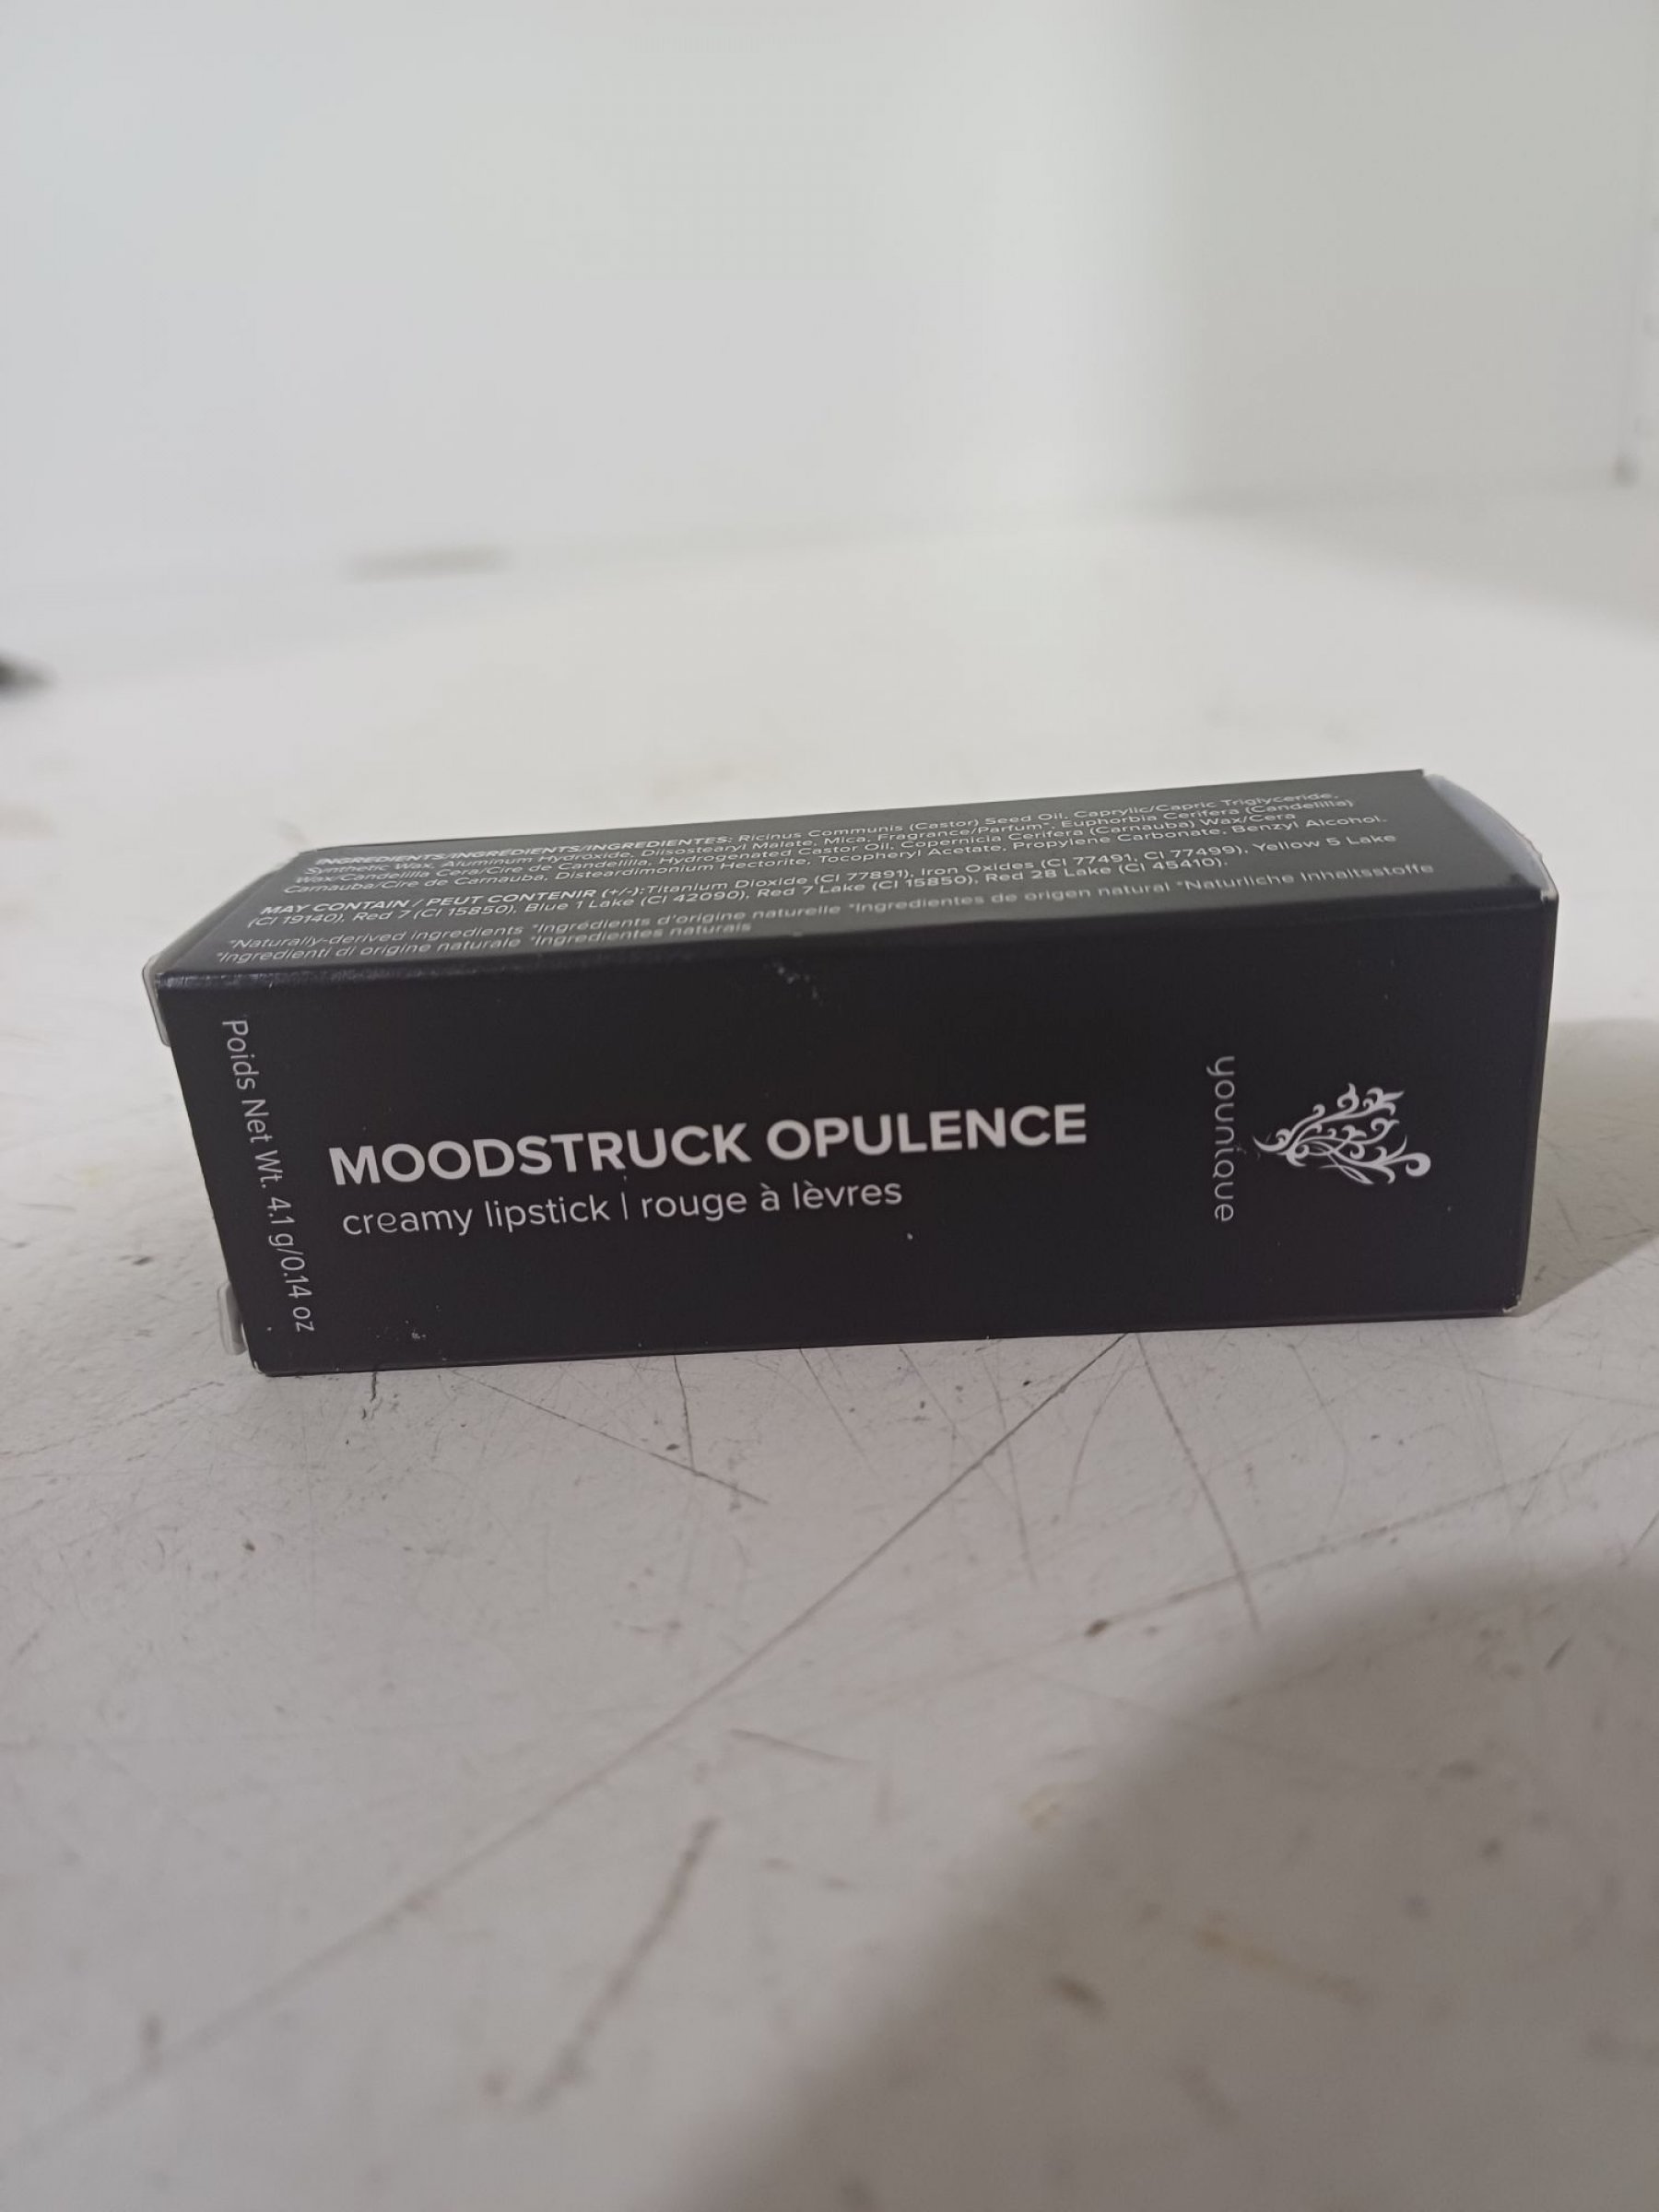 INGREDIENTS/INGRÉDIENTS/INGREDIENTES: Ricinus Communis (Castor) Seed Oil, Caprylic/Capric Triglyceride,
Synthetic Wax, Aluminum Hydroxide, Diisostearyl Malate, Mica, Fragrance/Parfum*, Euphorbia Cerifera (Candelilla)
Wax/Candelilla Cera/Cire de Candelilla, Hydrogenated Castor Oil, Copernicia Cerifera (Carnauba) Wax/Cera
Carnauba/Cire de Carnauba, Disteardimonium Hectorite, Tocopheryl Acetate, Propylene Carbonate, Benzyl Alcohol.
MAY CONTAIN / PEUT CONTENIR (+/-):Titanium Dioxide (CI 77891), Iron Oxides (CI 77491, CI 77499), Yellow 5 Lake
(CI 19140), Red 7 (CI 15850), Blue 1 Lake (CI 42090), Red 7 Lake (CI 15850), Red 28 Lake (CI 45410).
*Naturally-derived ingredients *Ingrédients d'origine naturelle *Ingredientes de origen natural *Naturliche Inhaltsstoffe
*Ingredienti di origine naturale *Ingredientes naturais
Poids Net Wt. 4.1 g/0.14 oz
MOODSTRUCK OPULENCE
creamy lipstick | rouge à lèvres
younique